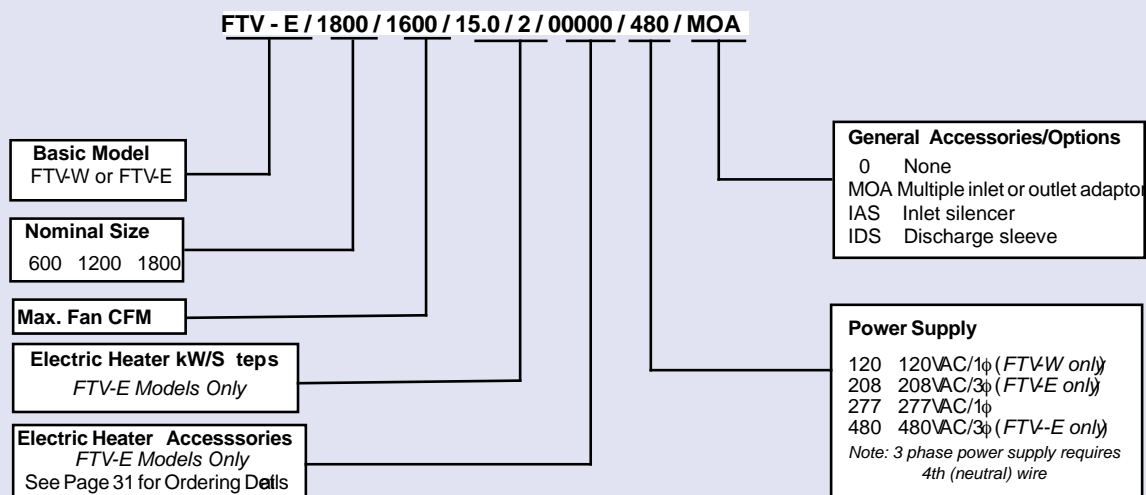 FTV - E / 1800 / 1600 / 15.0 / 2 / 00000 / 480 / MOA
Basic Model
FTV-W or FTV-E
Nominal Size
600 1200 1800
Max. Fan CFM
Electric Heater kW/S teps
FTV-E Models Only
Electric Heater Accesssories
FTV-E Models Only
See Page 31 for Ordering Details
General Accessories/Options
0 None
MOA Multiple inlet or outlet adaptor
IAS Inlet silencer
IDS Discharge sleeve
Power Supply
120 120VAC/1ϕ (FTV-W only)
208 208VAC/3ϕ (FTV-E only)
277 277VAC/1ϕ
480 480VAC/3ϕ (FTV--E only)
Note: 3 phase power supply requires
4th (neutral) wire